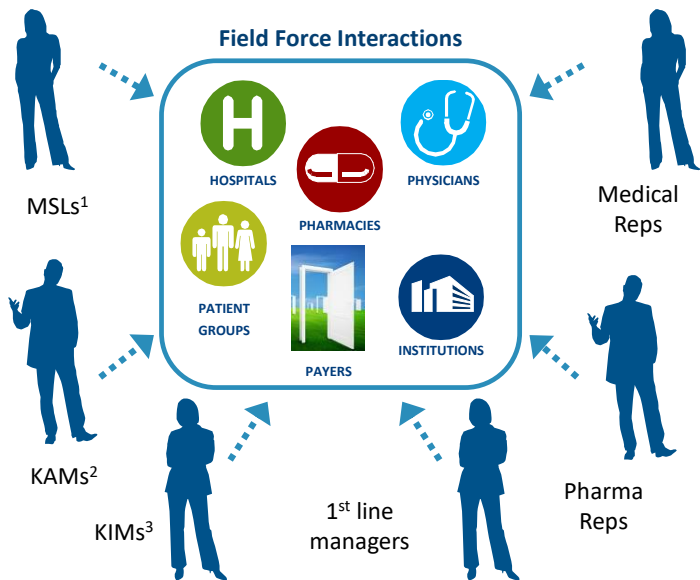 Field Force Interactions
H
HOSPITALS
PHYSICIANS
PHARMACIES
MSLs¹
Medical
Reps
PATIENT
GROUPS
INSTITUTIONS
PAYERS
KAMs²
KIMs³
1st line
managers
Pharma
Reps